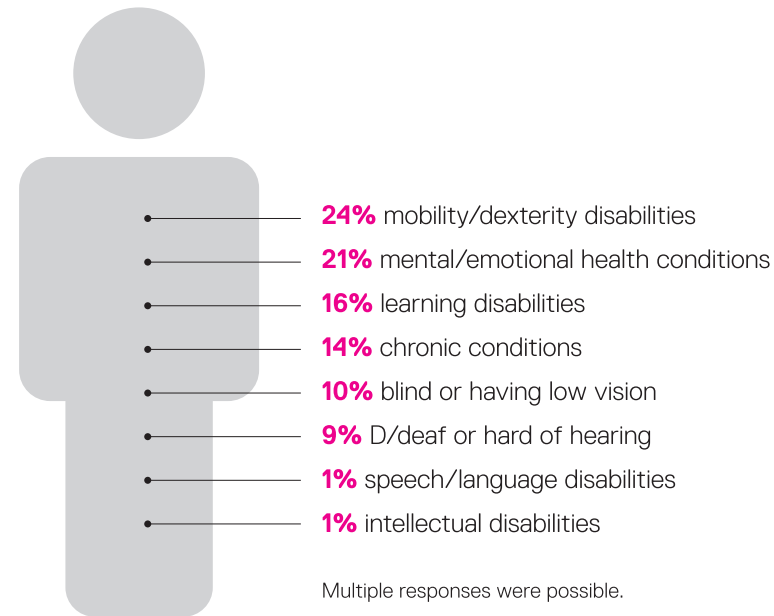 24% mobility/dexterity disabilities
21% mental/emotional health conditions
16% learning disabilities
14% chronic conditions
10% blind or having low vision
9% D/deaf or hard of hearing
1% speech/language disabilities
1% intellectual disabilities
Multiple responses were possible.